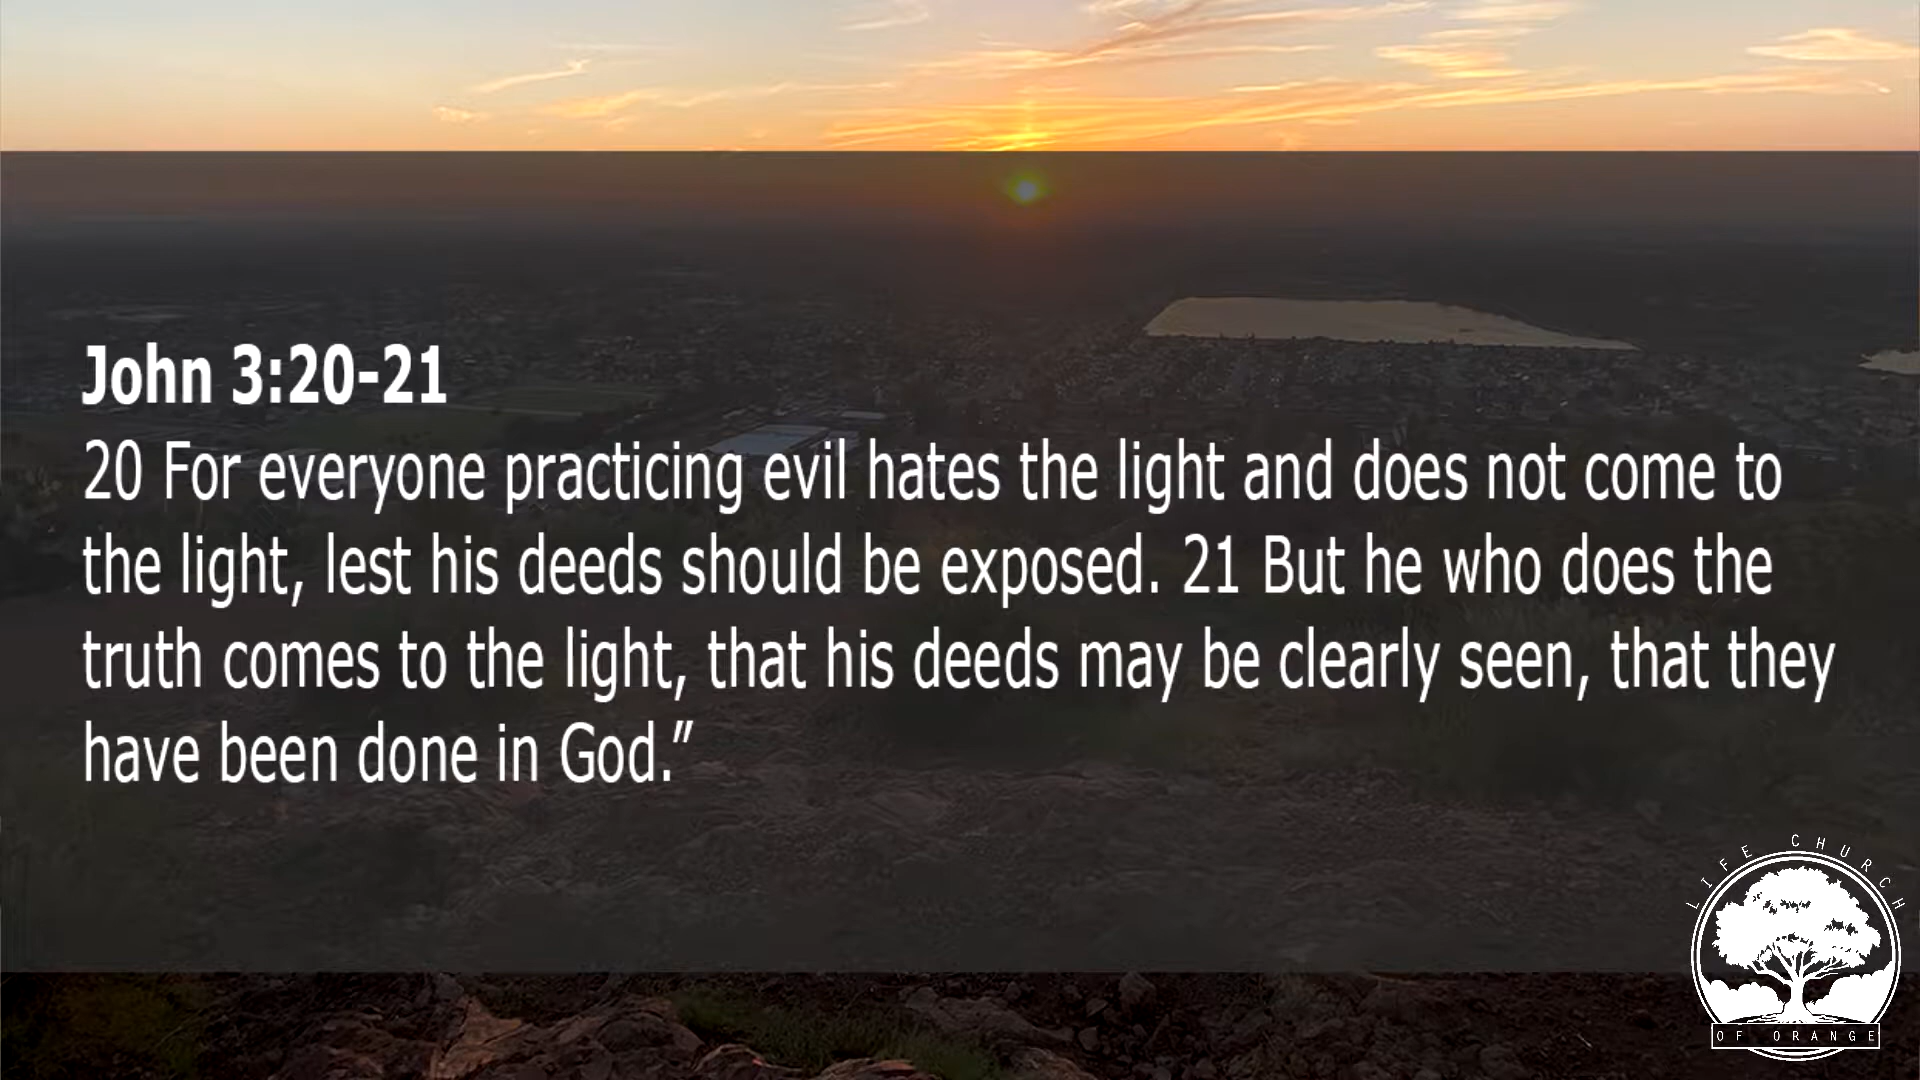 John 3:20-21
20 For everyone practicing evil hates the light and does not come to
the light, lest his deeds should be exposed. 21 But he who does the
truth comes to the light, that his deeds may be clearly seen, that they
have been done in God.”
LIFE CHURCH
OF ORANGE